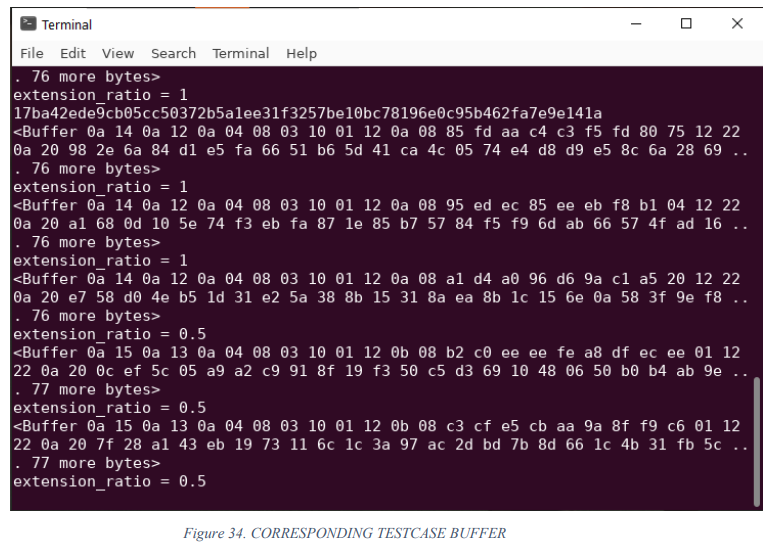 Terminal
File Edit View Search Terminal Help
. 76 more bytes>
extension_ratio = 1
17ba42ede9cb05cc50372b5a1ee31f3257be10bc78196e0c95b462fa7e9e141a
<Buffer 0a 14 0a 12 0a 04 08 03 10 01 12 0a 08 85 fd aa c4 c3 f5 fd 80 75 12 22
0a 20 98 2e 6a 84 d1 e5 fa 66 51 b6 5d 41 ca 4c 05 74 e4 d8 d9 e5 8c 6a 28 69 ..
. 76 more bytes>
extension_ratio = 1
<Buffer 0a 14 0a 12 0a 04 08 03 10 01 12 0a 08 95 ed ec 85 ee eb f8 b1 04 12 22
0a 20 a1 68 0d 10 5e 74 f3 eb fa 87 1e 85 b7 57 84 f5 f9 6d ab 66 57 4f ad 16 ..
. 76 more bytes>
extension_ratio = 1
<Buffer 0a 14 0a 12 0a 04 08 03 10 01 12 0a 08 a1 d4 a0 96 d6 9a c1 a5 20 12 22
0a 20 e7 58 d0 4e b5 1d 31 e2 5a 38 8b 15 31 8a ea 8b 1c 15 6e 0a 58 3f 9e f8 ..
. 76 more bytes>
extension_ratio = 0.5
<Buffer 0a 15 0a 13 0a 04 08 03 10 01 12 0b 08 b2 c0 ee ee fe a8 df ec ee 01 12
22 0a 20 0c ef 5c 05 a9 a2 c9 91 8f 19 f3 50 c5 d3 69 10 48 06 50 b0 b4 ab 9e ..
. 77 more bytes>
extension_ratio = 0.5
<Buffer 0a 15 0a 13 0a 04 08 03 10 01 12 0b 08 c3 cf e5 cb aa 9a 8f f9 c6 01 12
22 0a 20 7f 28 a1 43 eb 19 73 11 6c 1c 3a 97 ac 2d bd 7b 8d 66 1c 4b 31 fb 5c ..
. 77 more bytes>
extension_ratio = 0.5
Figure 34. CORRESPONDING TESTCASE BUFFER